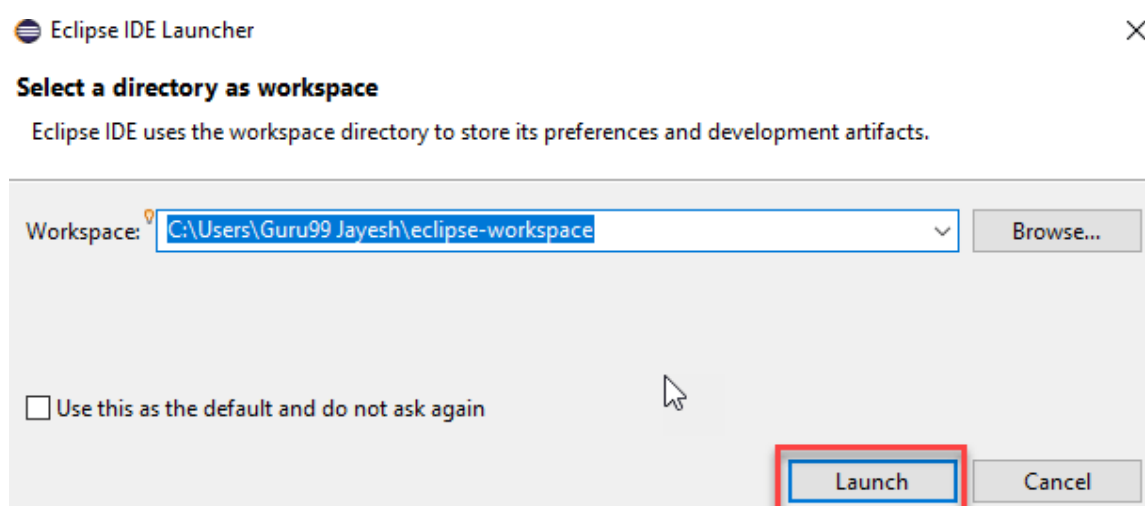 Eclipse IDE Launcher
Select a directory as workspace
Eclipse IDE uses the workspace directory to store its preferences and development artifacts.
Workspace: C:\Users\Guru99 Jayesh\eclipse-workspace Browse...
Use this as the default and do not ask again
Launch Cancel